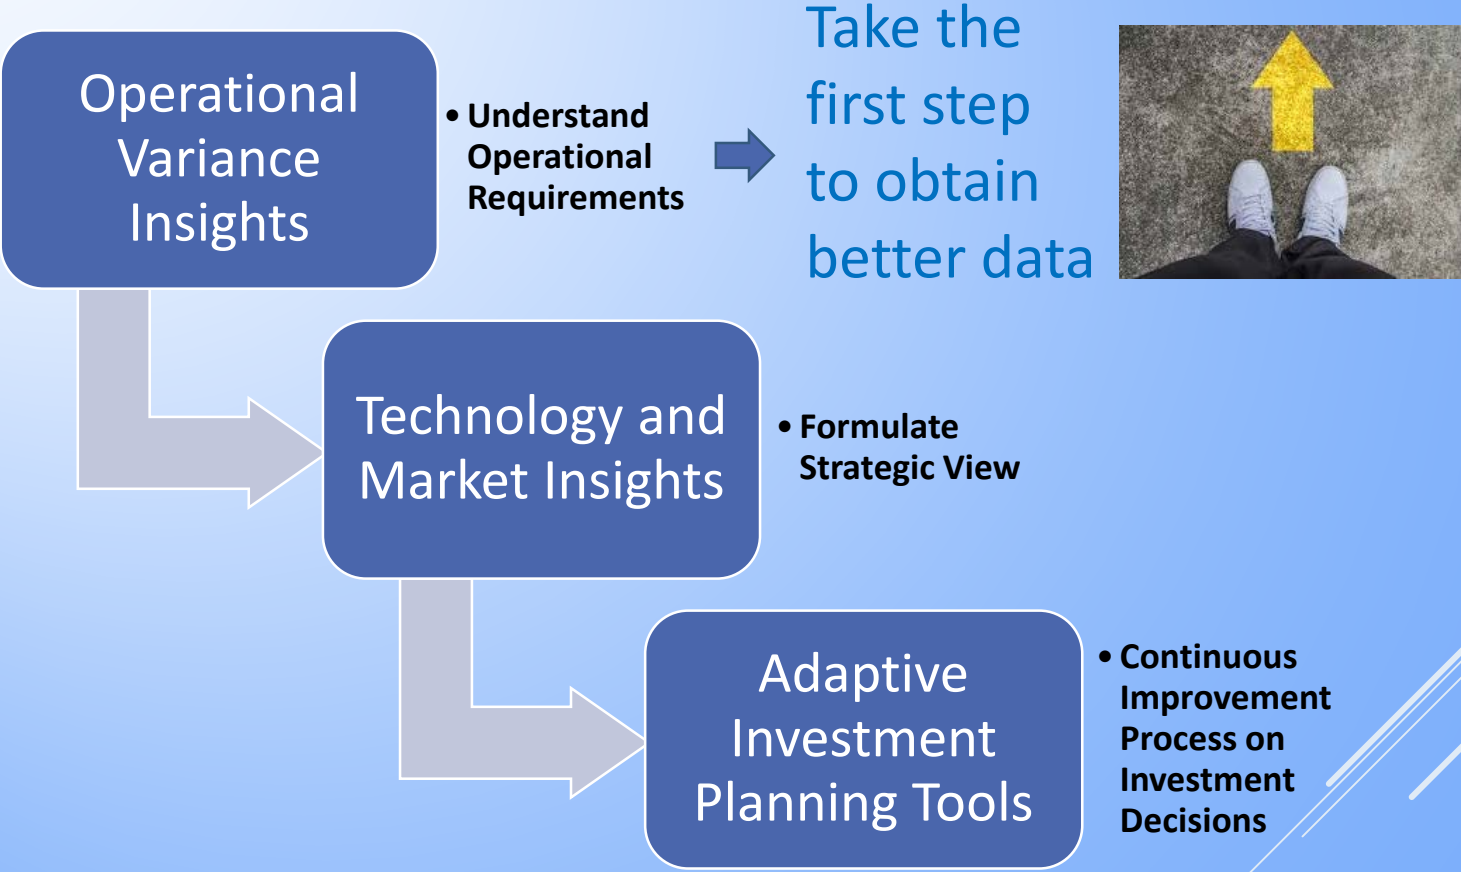 Operational
Variance
Insights
• Understand
Operational
Requirements
Take the
first step
to obtain
better data
Technology and
Market Insights
• Formulate
Strategic View
Adaptive
Investment
Planning Tools
• Continuous
Improvement
Process on
Investment
Decisions